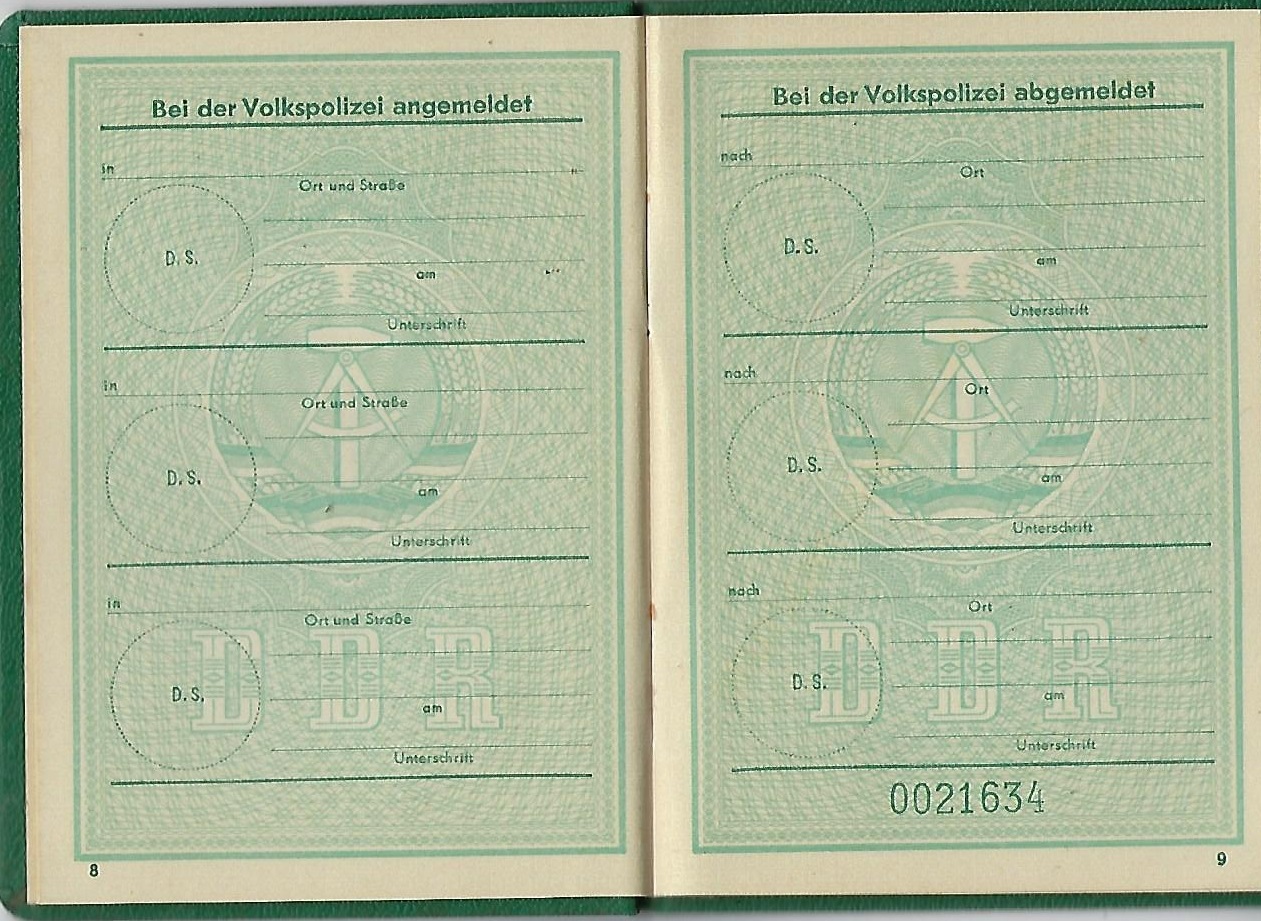 Bei der Volkspolizei angemeldet
in
Ort und Straße
D. S.
am
Unterschrift
in
Ort und Straße
D. S.
am
Unterschrift
in
Ort und Straße
D D R
D. S.
am
Unterschrift
8
Bei der Volkspolizei abgemeldet
nach
Ort
D. S.
am
Unterschrift
nach
Ort
D. S.
am
Unterschrift
nach
Ort
D D R
D. S.
am
Unterschrift
0021634
9